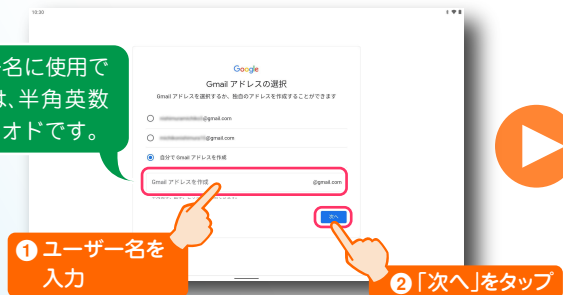 10:30
名に使用で
は、半角英数
オドです。
Google
Gmail アドレスの選択
Gmail アドレスを選択するか、独自のアドレスを作成することができます
@gmail.com
@gmail.com
自分で Gmail アドレスを作成
Gmail アドレスを作成 @gmail.com
次へ
1 ユーザー名を
入力
2 「次へ」をタップ